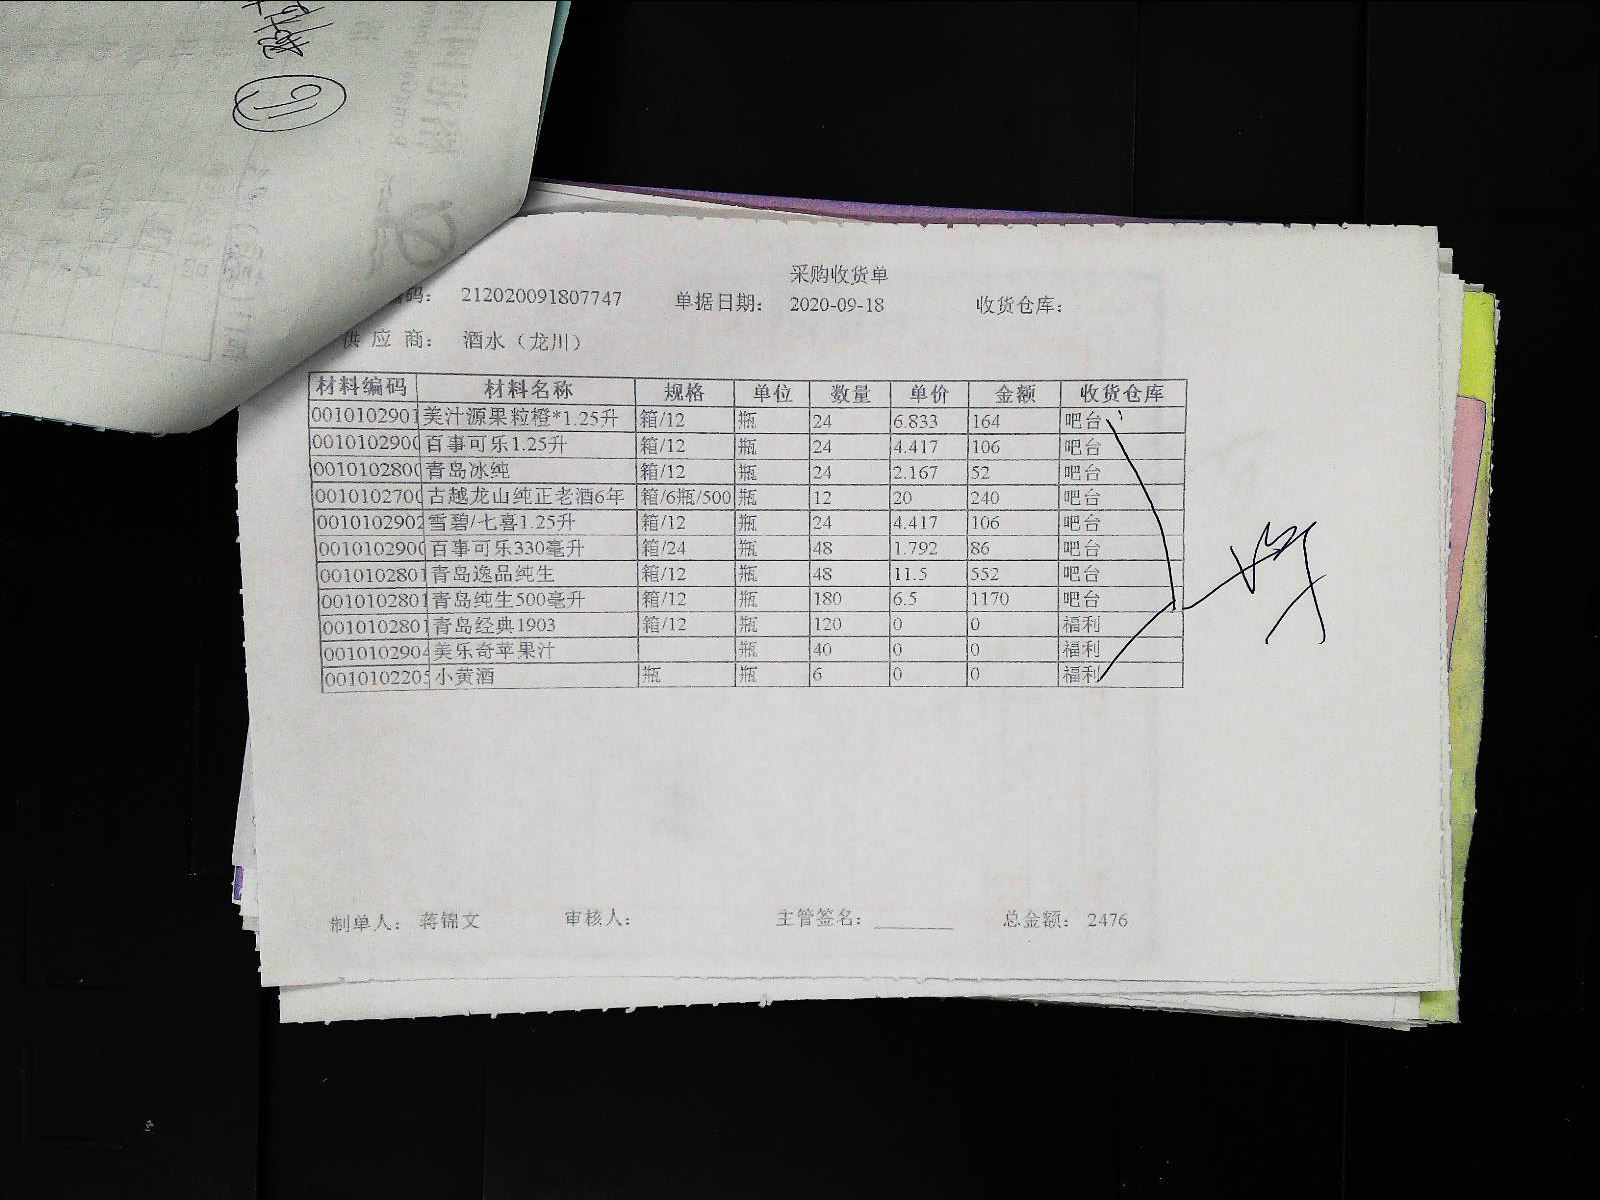 采购收货单
编码： 212020091807747 单据日期： 2020-09-18 收货仓库：
供 应 商： 酒水（龙川）
材料编码 材料名称 规格 单位 数量 单价 金额 收货仓库
0010102901 美汁源果粒橙*1.25升 箱/12 瓶 24 6.833 164 吧台
001010290 百事可乐1.25升 箱/12 瓶 24 4.417 106 吧台
001010280 青岛冰纯 箱/12 瓶 24 2.167 52 吧台
001010270 古越龙山纯正老酒6年 箱/6瓶/500 瓶 12 20 240 吧台
0010102902 雪碧/七喜1.25升 箱/12 瓶 24 4.417 106 吧台
001010290 百事可乐330毫升 箱/24 瓶 48 1.792 86 吧台
001010280 青岛逸品纯生 箱/12 瓶 48 11.5 552 吧台
001010280 青岛纯生500毫升 箱/12 瓶 180 6.5 1170 吧台
001010280 青岛经典1903 箱/12 瓶 120 0 0 福利
001010290 美乐奇苹果汁 瓶 40 0 0 福利
001010220 小黄酒 瓶 瓶 6 0 0 福利
制单人： 蒋锦文 审核人： 主管签名： 总金额： 2476